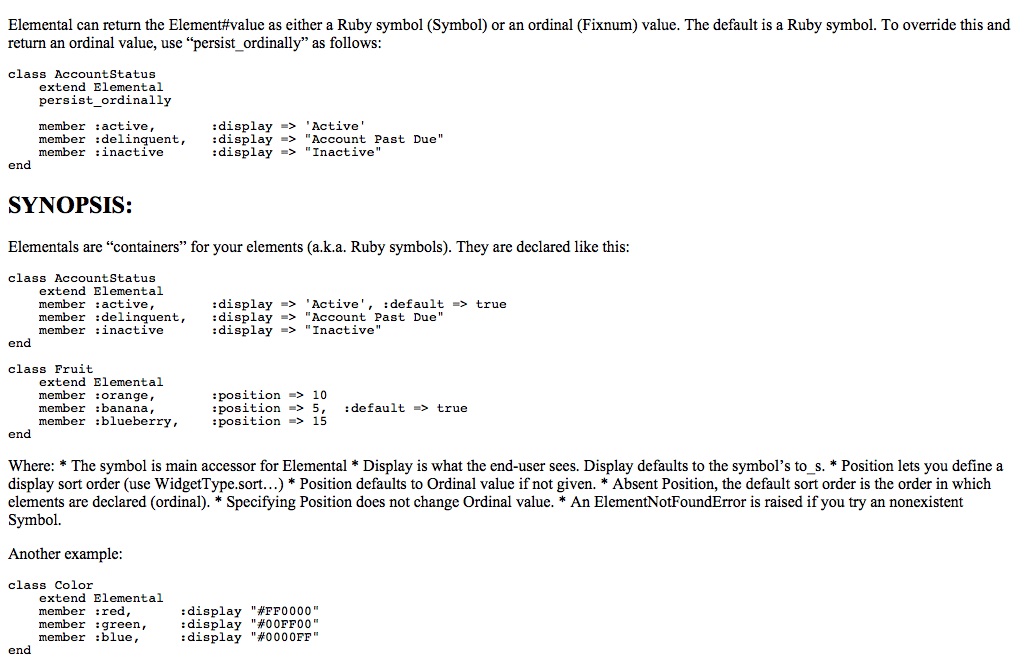 Elemental can return the Element#value as either a Ruby symbol (Symbol) or an ordinal (Fixnum) value. The default is a Ruby symbol. To override this and
return an ordinal value, use “persist_ordinally” as follows:
class AccountStatus
    extend Elemental
    persist_ordinally
    member :active,       :display => 'Active'
    member :delinquent,   :display => "Account Past Due"
    member :inactive      :display => "Inactive"
end
SYNOPSIS:
Elementals are “containers” for your elements (a.k.a. Ruby symbols). They are declared like this:
class AccountStatus
    extend Elemental
    member :active,       :display => 'Active', :default => true
    member :delinquent,   :display => "Account Past Due"
    member :inactive      :display => "Inactive"
end
class Fruit
    extend Elemental
    member :orange,       :position => 10
    member :banana,       :position => 5,  :default => true
    member :blueberry,    :position => 15
end
Where: * The symbol is main accessor for Elemental * Display is what the end-user sees. Display defaults to the symbol’s to_s. * Position lets you define a
display sort order (use WidgetType.sort…) * Position defaults to Ordinal value if not given. * Absent Position, the default sort order is the order in which
elements are declared (ordinal). * Specifying Position does not change Ordinal value. * An ElementNotFoundError is raised if you try an nonexistent
Symbol.
Another example:
class Color
    extend Elemental
    member :red,      :display "#FF0000"
    member :green,    :display "#00FF00"
    member :blue,     :display "#0000FF"
end